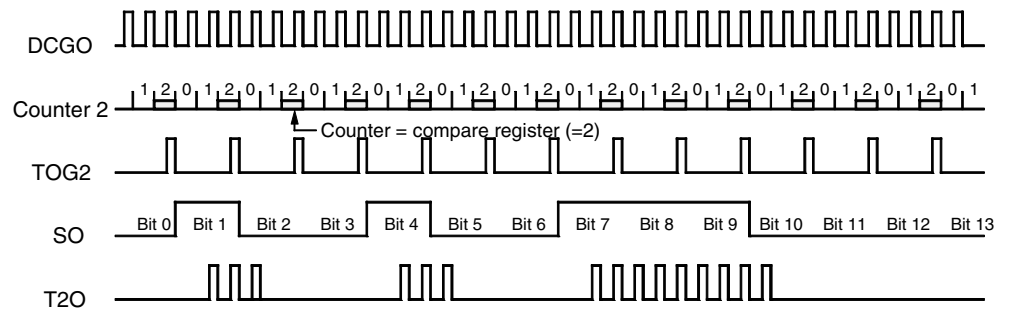 DCGO
Counter 2
1 2 0 1 2 0 1 2 0 1 2 0 1 2 0 1 2 0 1 2 0 1 2 0 1 2 0 1 2 0 1 2 0 1 2 0 1 2 0 1
Counter = compare register (=2)
TOG2
SO
Bit 0 Bit 1 Bit 2 Bit 3 Bit 4 Bit 5 Bit 6 Bit 7 Bit 8 Bit 9 Bit 10 Bit 11 Bit 12 Bit 13
T2O